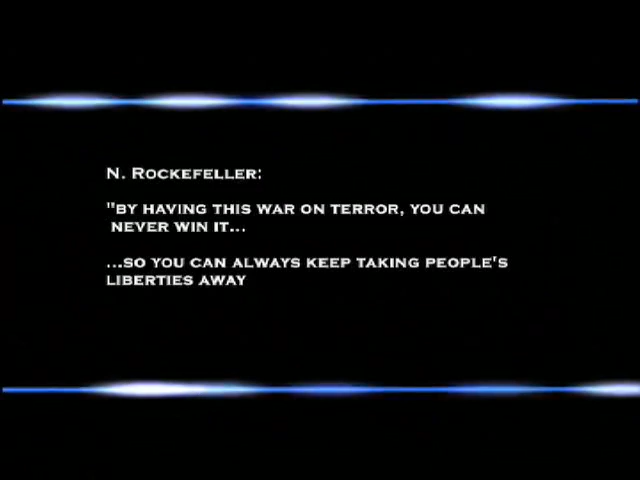 N. ROCKEFELLER:
"BY HAVING THIS WAR ON TERROR, YOU CAN
NEVER WIN IT...
...SO YOU CAN ALWAYS KEEP TAKING PEOPLE'S
LIBERTIES AWAY